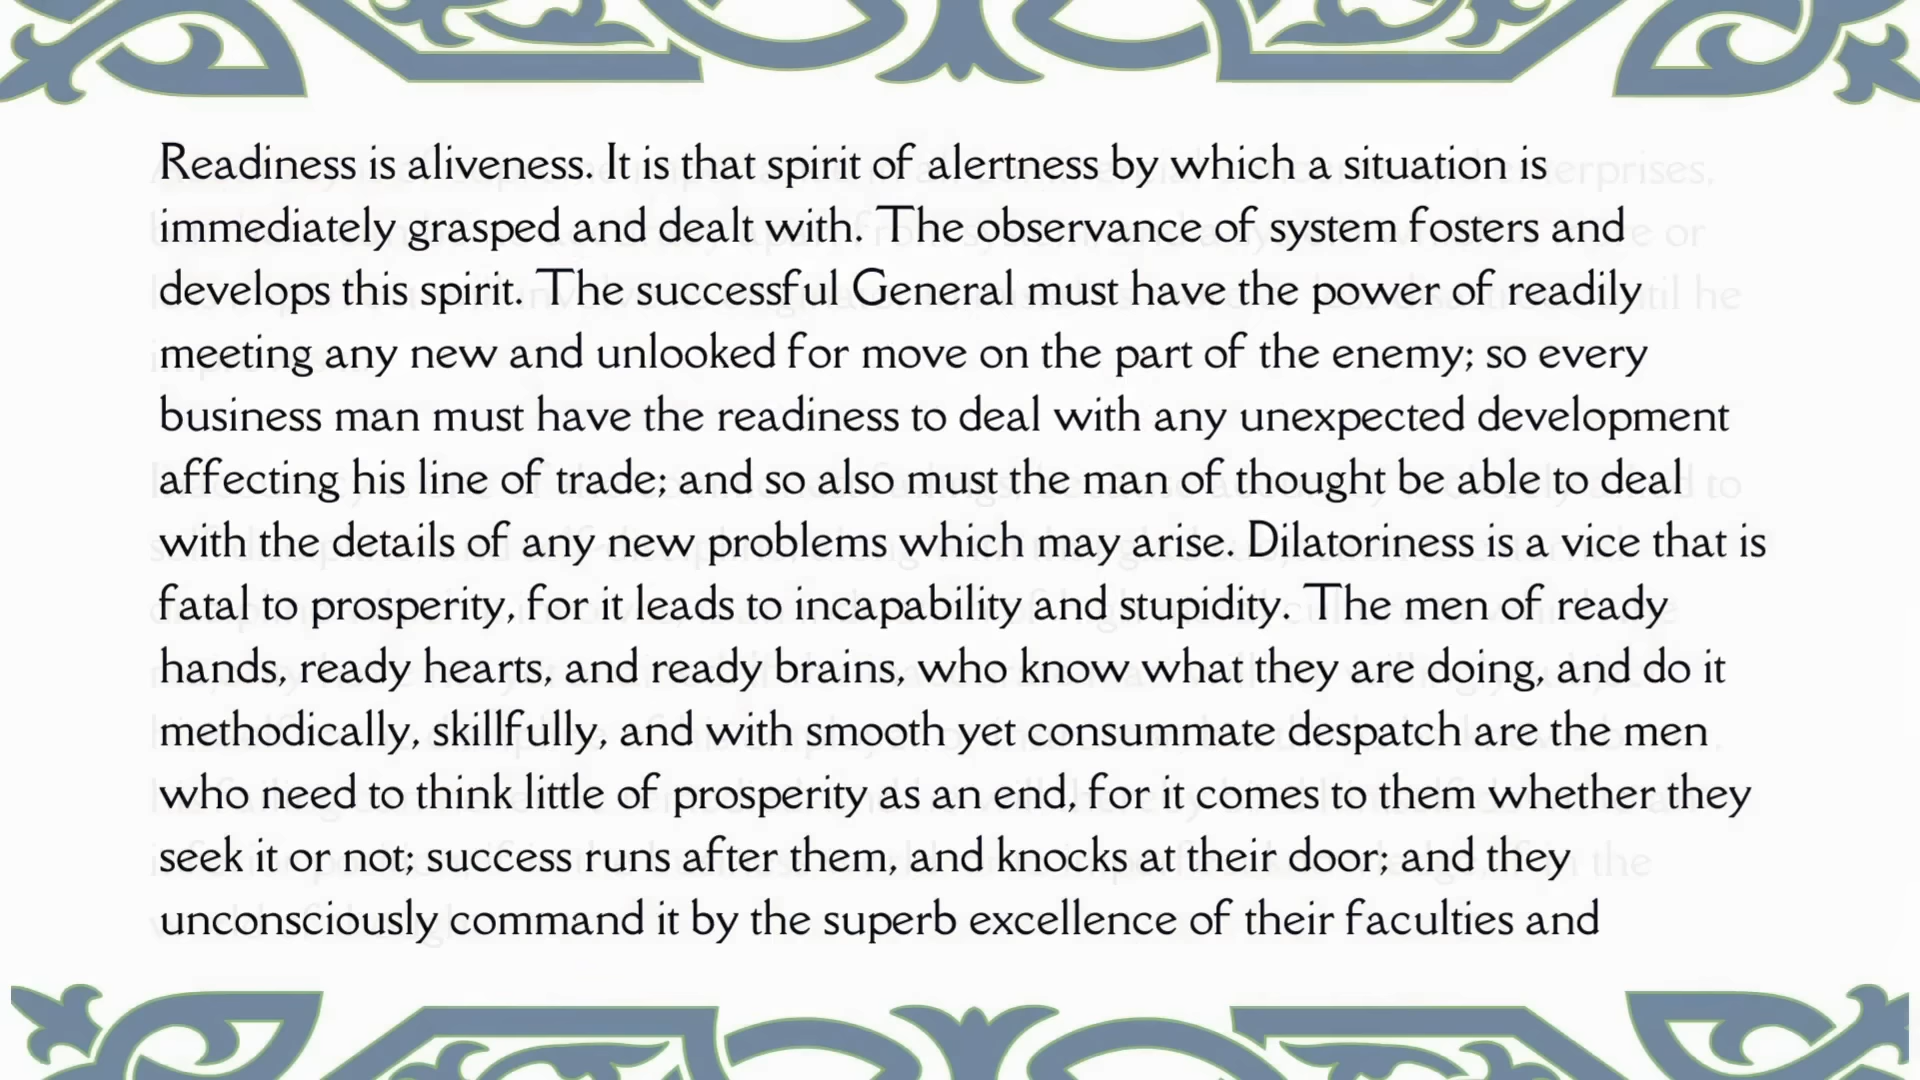 Readiness is aliveness. It is that spirit of alertness by which a situation is
immediately grasped and dealt with. The observance of system fosters and
develops this spirit. The successful General must have the power of readily
meeting any new and unlooked for move on the part of the enemy; so every
business man must have the readiness to deal with any unexpected development
affecting his line of trade; and so also must the man of thought be able to deal
with the details of any new problems which may arise. Dilatoriness is a vice that is
fatal to prosperity, for it leads to incapability and stupidity. The men of ready
hands, ready hearts, and ready brains, who know what they are doing, and do it
methodically, skillfully, and with smooth yet consummate despatch are the men
who need to think little of prosperity as an end, for it comes to them whether they
seek it or not; success runs after them, and knocks at their door; and they
unconsciously command it by the superb excellence of their faculties and